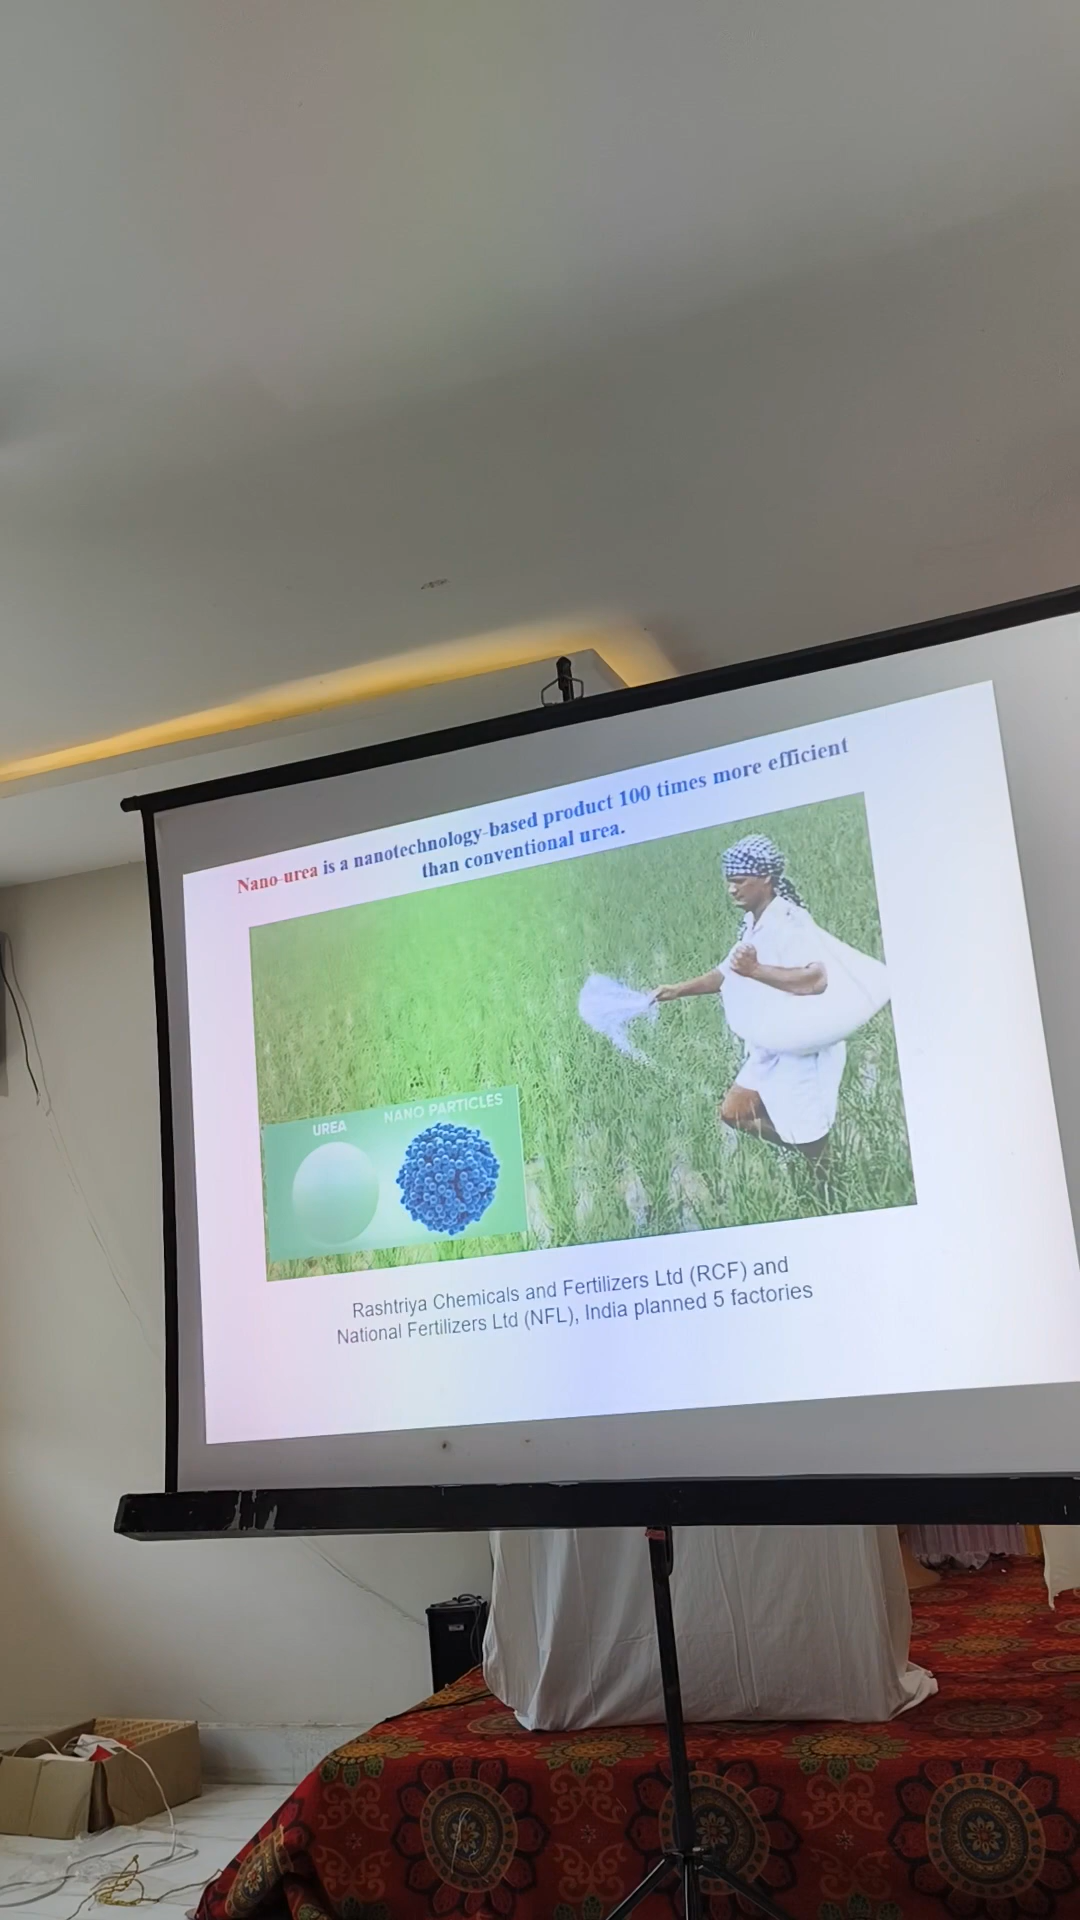 Nano-urea is a nanotechnology-based product 100 times more efficient
than conventional urea.
UREA
NANO PARTICLES
Rashtriya Chemicals and Fertilizers Ltd (RCF) and
National Fertilizers Ltd (NFL), India planned 5 factories